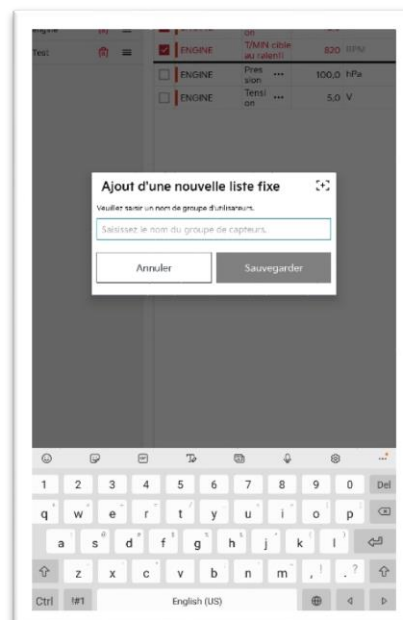 on
Test
ENGINE
T/MIN cible
au ralenti
820 RPM
ENGINE
Pres
sion
•••
100,0 hPa
ENGINE
Tensi
on
•••
5,0 V
Ajout d'une nouvelle liste fixe
Veuillez saisir un nom de groupe d'utilisateurs.
Saisissez le nom du groupe de capteurs.
Annuler
Sauvegarder
1 2 3 4 5 6 7 8 9 0 Del
q w e r t y u i o p
a s d f g h j k l
z x c v b n m , ! . ?
Ctrl !#1 English (US)